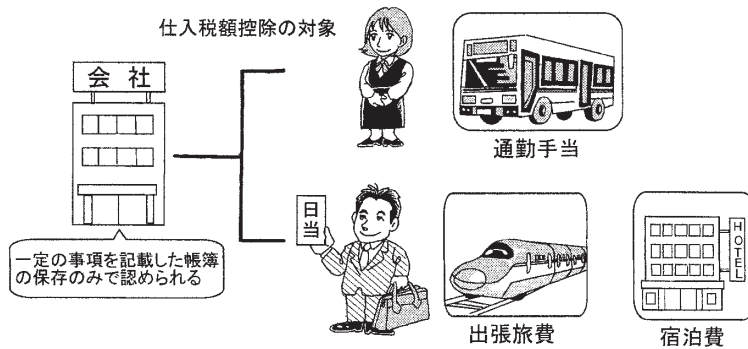 仕入税額控除の対象
会社
通勤手当
日当
一定の事項を記載した帳簿
の保存のみで認められる
HOTEL
出張旅費
宿泊費